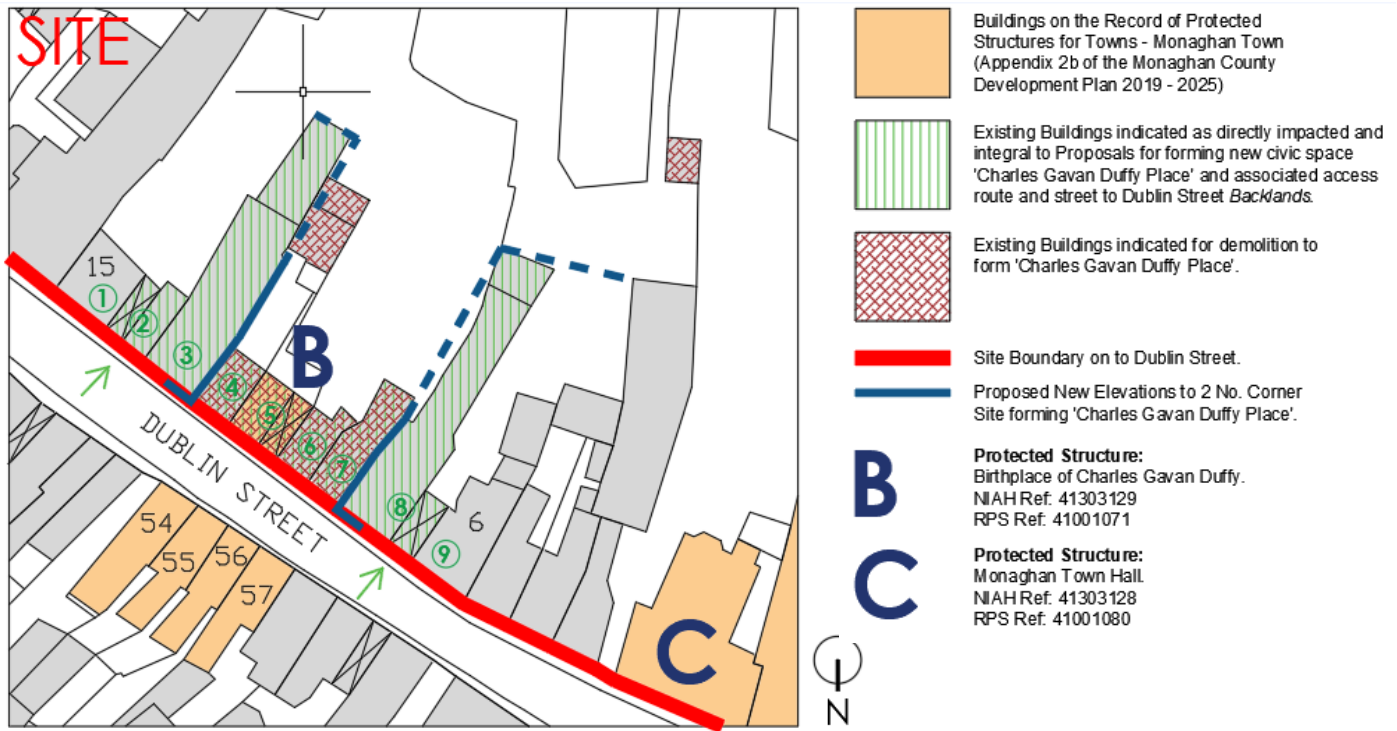 SITE
15
①
②
③
④
⑤
⑥
⑦
⑧
⑨
6
B
DUBLIN STREET
54
55
56
57
C
Buildings on the Record of Protected
Structures for Towns - Monaghan Town
(Appendix 2b of the Monaghan County
Development Plan 2019 - 2025)
Existing Buildings indicated as directly impacted and
integral to Proposals for forming new civic space
'Charles Gavan Duffy Place' and associated access
route and street to Dublin Street Backlands.
Existing Buildings indicated for demolition to
form 'Charles Gavan Duffy Place'.
Site Boundary on to Dublin Street.
Proposed New Elevations to 2 No. Corner
Site forming 'Charles Gavan Duffy Place'.
B
Protected Structure:
Birthplace of Charles Gavan Duffy.
NIAH Ref: 41303129
RPS Ref: 41001071
C
Protected Structure:
Monaghan Town Hall.
NIAH Ref: 41303128
RPS Ref: 41001080
N